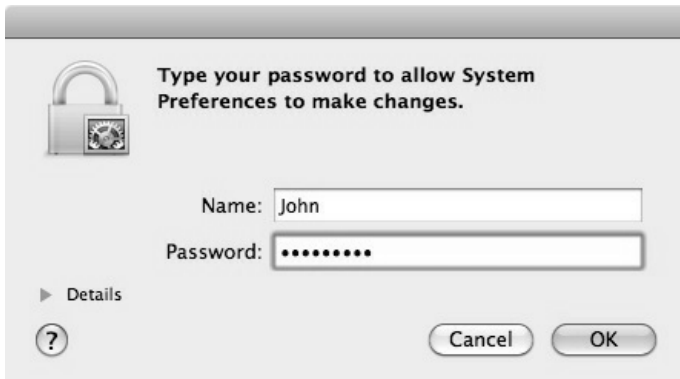 Type your password to allow System
Preferences to make changes.
Name: John
Password: •••••••••
Details
? Cancel OK